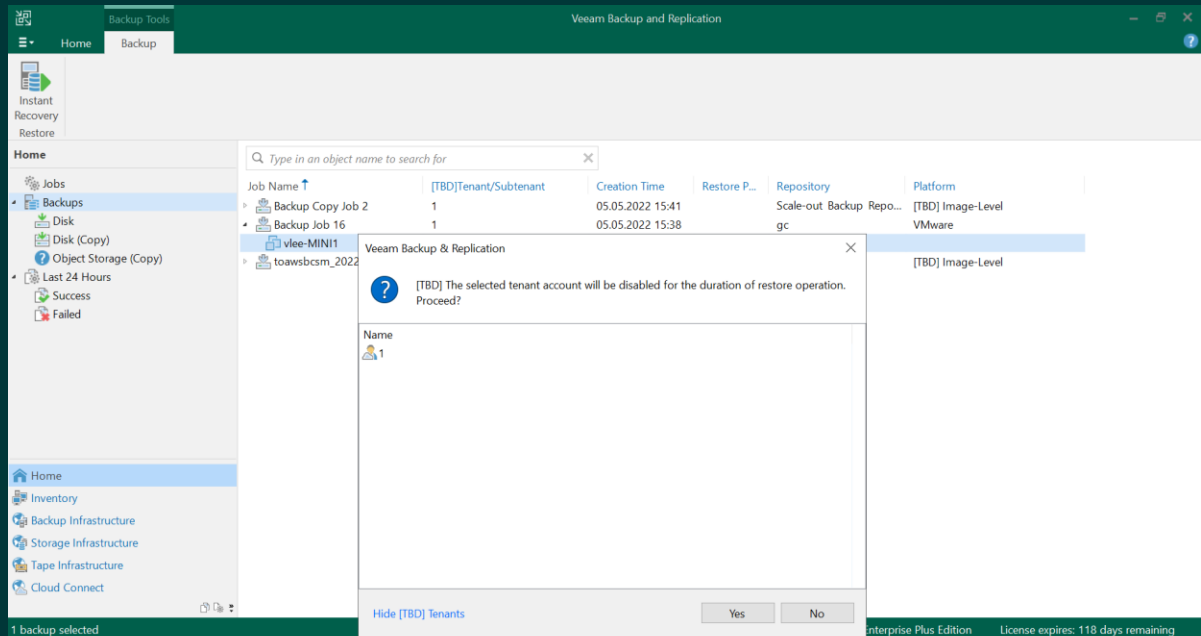 Backup Tools
Veeam Backup and Replication
Home
Backup
?
Instant
Recovery
Restore
Home
Type in an object name to search for
Jobs
Backups
Disk
Disk (Copy)
Object Storage (Copy)
Last 24 Hours
Success
Failed
Job Name [TBD]Tenant/Subtenant Creation Time Restore P... Repository Platform
Backup Copy Job 2 1 05.05.2022 15:41 Scale-out Backup Repo... [TBD] Image-Level
Backup Job 16 1 05.05.2022 15:38 gc VMware
vlee-MINI1
toawsbcsm_2022 [TBD] Image-Level
Veeam Backup & Replication
[TBD] The selected tenant account will be disabled for the duration of restore operation.
Proceed?
Name
1
Hide [TBD] Tenants
Yes
No
Home
Inventory
Backup Infrastructure
Storage Infrastructure
Tape Infrastructure
Cloud Connect
1 backup selected
Enterprise Plus Edition
License expires: 118 days remaining